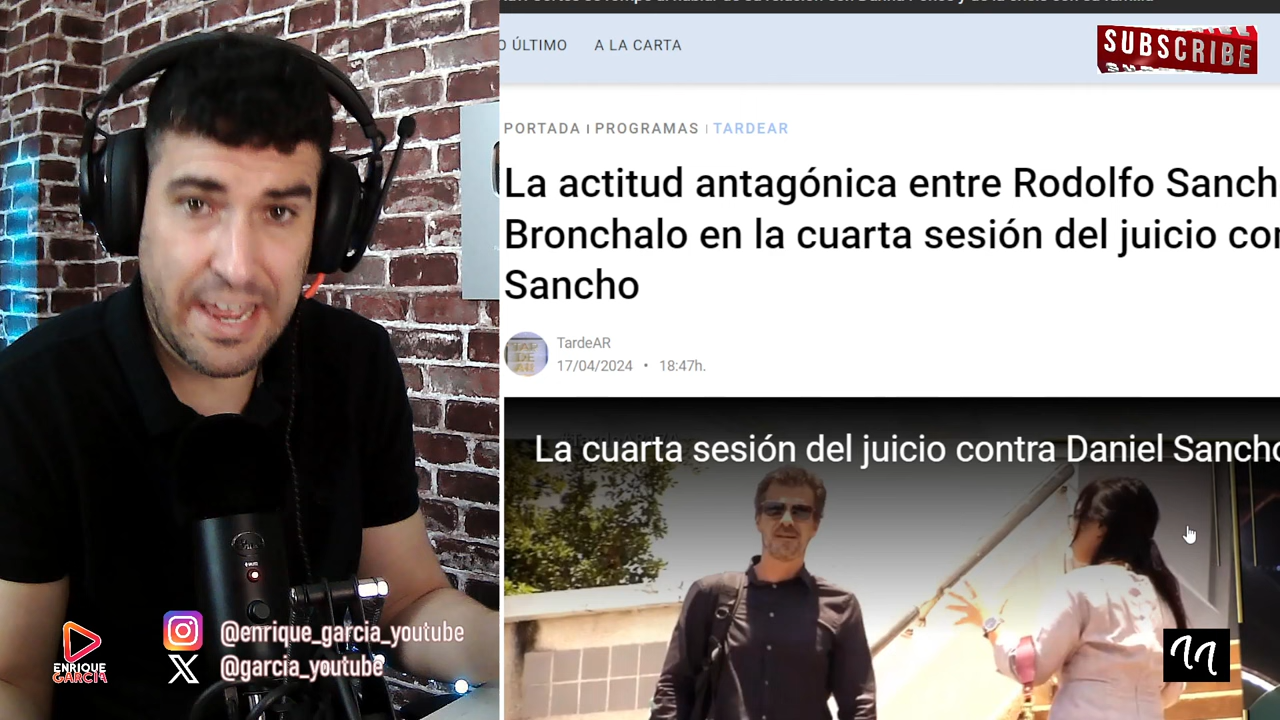 O ÚLTIMO A LA CARTA
SUBSCRIBE
PORTADA | PROGRAMAS | TARDEAR
La actitud antagónica entre Rodolfo Sanch
Bronchalo en la cuarta sesión del juicio con
Sancho
TARDE AR
TardeAR
17/04/2024 • 18:47h.
La cuarta sesión del juicio contra Daniel Sancho
@enrique_garcia_youtube
@garcia_youtube
ENRIQUE
GARCIA